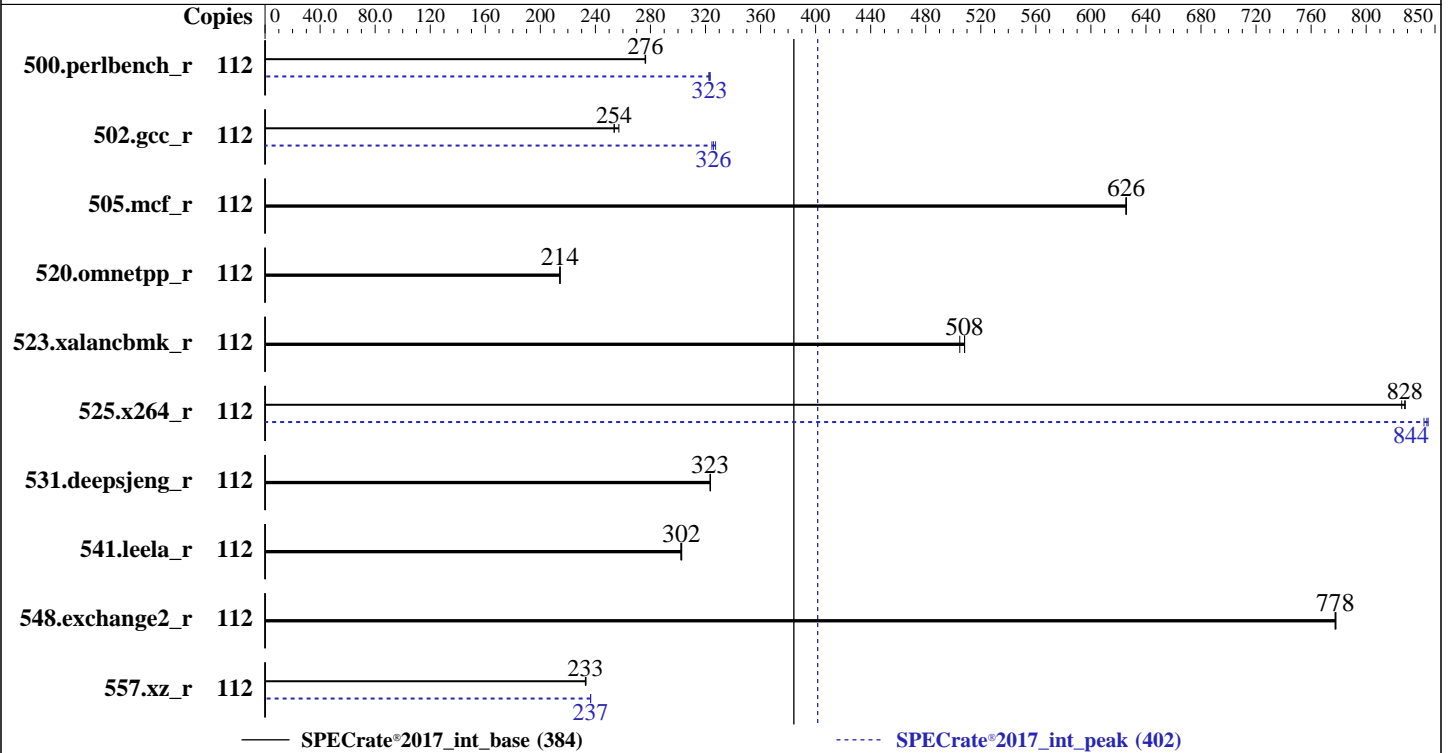 Copies 0 40.0 80.0 120 160 200 240 280 320 360 400 440 480 520 560 600 640 680 720 760 800 850
276
500.perlbench_r 112
323
254
502.gcc_r 112
326
626
505.mcf_r 112
214
520.omnetpp_r 112
508
523.xalancbmk_r 112
828
525.x264_r 112
844
323
531.deepsjeng_r 112
302
541.leela_r 112
778
548.exchange2_r 112
233
557.xz_r 112
237
SPECrate®2017_int_base (384) SPECrate®2017_int_peak (402)